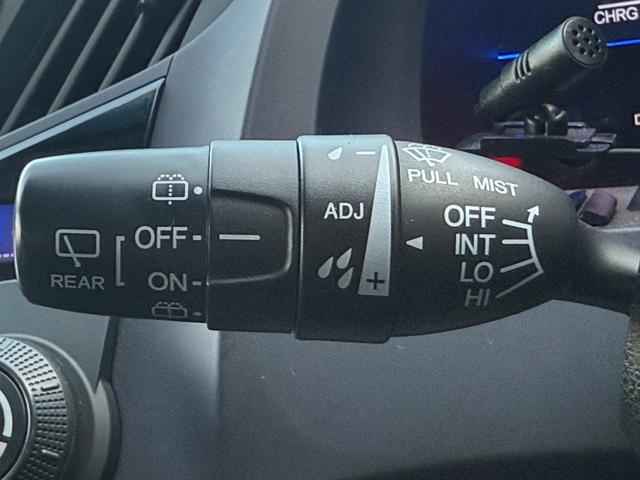 CHRG
PULL MIST
ADJ
OFF
INT
LO
HI
OFF
REAR
ON